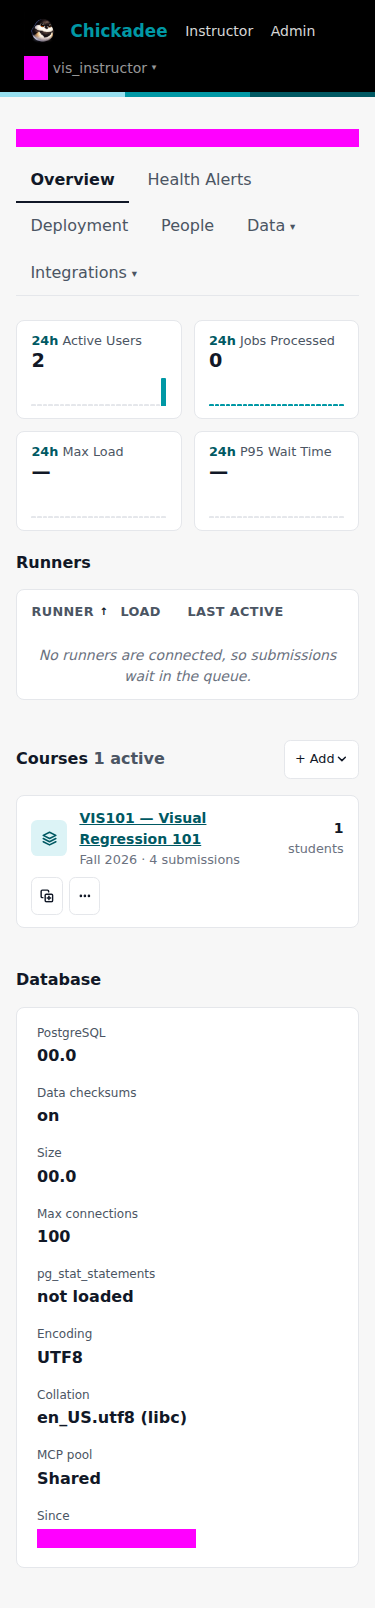 Chickadee Instructor Admin
vis_instructor ▾
Overview Health Alerts
Deployment People Data ▾
Integrations ▾
24h Active Users
2
24h Jobs Processed
0
24h Max Load
—
24h P95 Wait Time
—
Runners
RUNNER ↑ LOAD LAST ACTIVE
No runners are connected, so submissions
wait in the queue.
Courses 1 active
+ Add
VIS101 — Visual
Regression 101
Fall 2026 · 4 submissions
1
students
Database
PostgreSQL
00.0
Data checksums
on
Size
00.0
Max connections
100
pg_stat_statements
not loaded
Encoding
UTF8
Collation
en_US.utf8 (libc)
MCP pool
Shared
Since